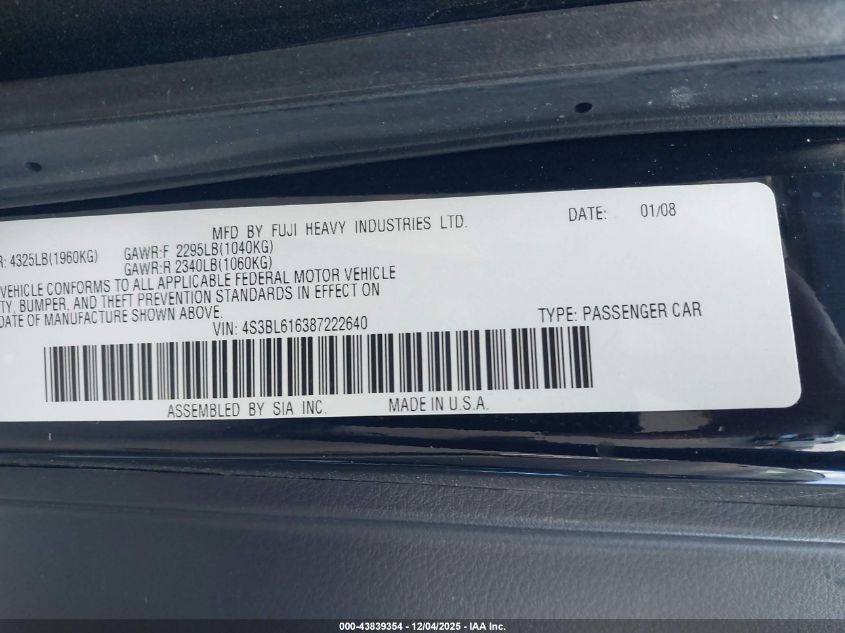 MFD BY FUJI HEAVY INDUSTRIES LTD. DATE: 01/08
R: 4325LB(1960KG) GAWR:F 2295LB(1040KG)
GAWR:R 2340LB(1060KG)
VEHICLE CONFORMS TO ALL APPLICABLE FEDERAL MOTOR VEHICLE
TY, BUMPER, AND THEFT PREVENTION STANDARDS IN EFFECT ON
DATE OF MANUFACTURE SHOWN ABOVE.
VIN: 4S3BL616387222640 TYPE: PASSENGER CAR
ASSEMBLED BY SIA INC. MADE IN U.S.A.
000-43839354 - 12/04/2025 - IAA Inc.